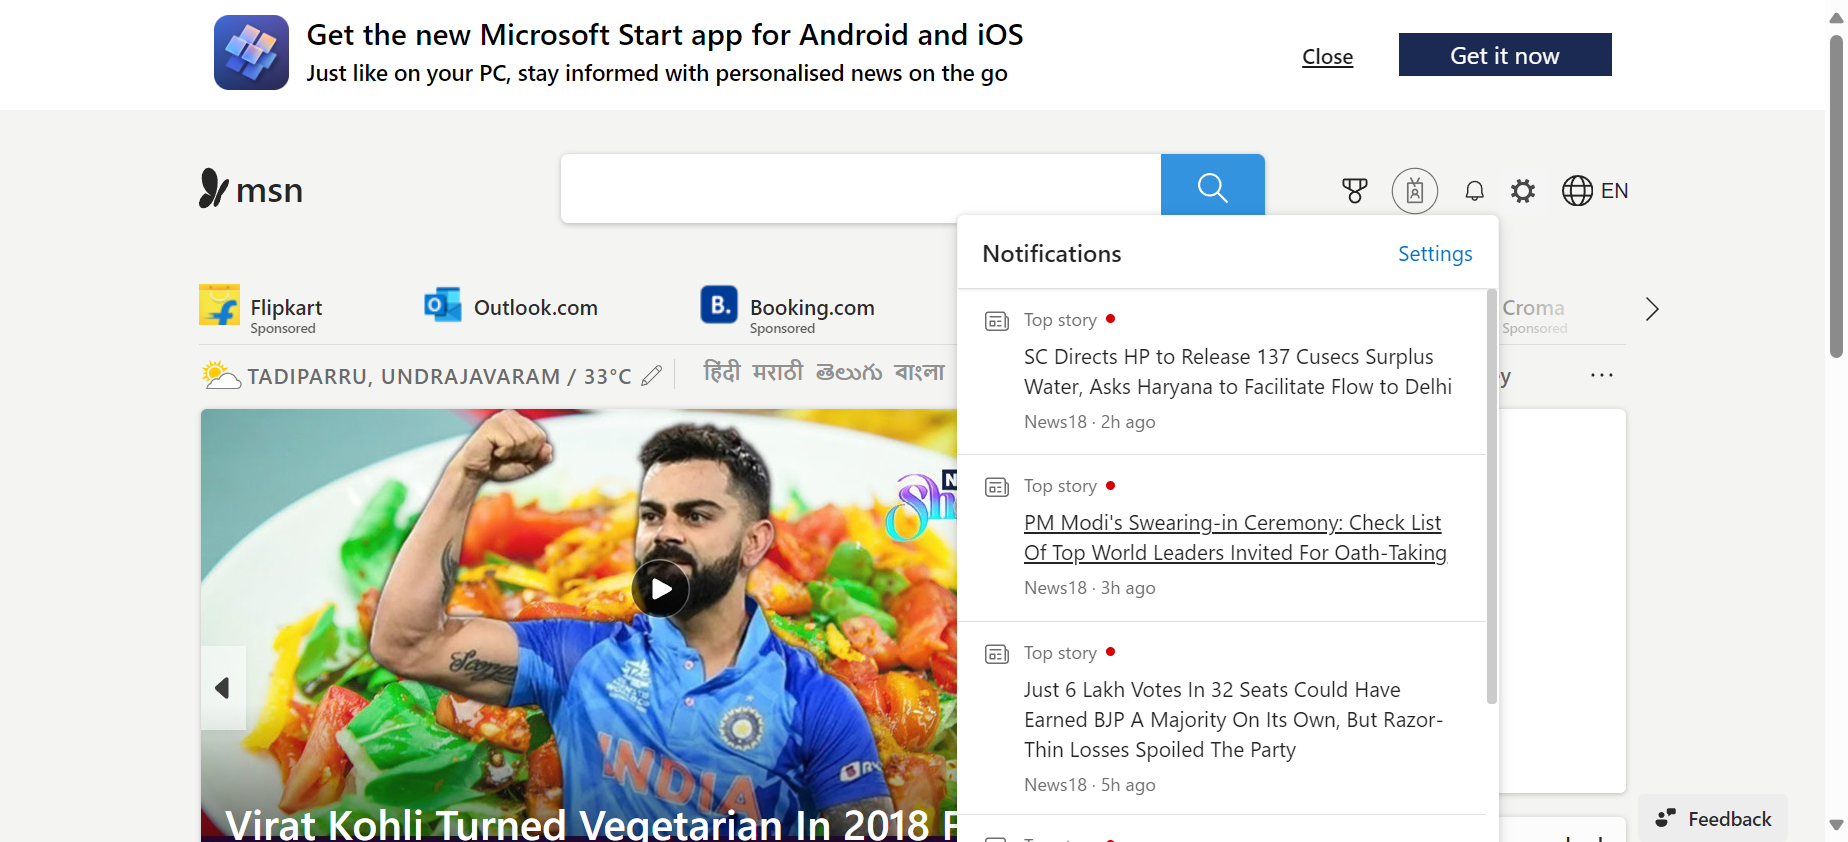 Get the new Microsoft Start app for Android and iOS
Just like on your PC, stay informed with personalised news on the go
Close
Get it now
msn
EN
Notifications
Settings
Flipkart
Sponsored
Outlook.com
B.
Booking.com
Sponsored
Croma
Sponsored
TADIPARRU, UNDRAJAVARAM / 33°C
हिंदी मराठी తెలుగు বাংলা
y
...
Top story
SC Directs HP to Release 137 Cusecs Surplus
Water, Asks Haryana to Facilitate Flow to Delhi
News18 · 2h ago
Top story
PM Modi's Swearing-in Ceremony: Check List
Of Top World Leaders Invited For Oath-Taking
News18 · 3h ago
Top story
Just 6 Lakh Votes In 32 Seats Could Have
Earned BJP A Majority On Its Own, But Razor-
Thin Losses Spoiled The Party
News18 · 5h ago
INDIA
Virat Kohli Turned Vegetarian In 2018
Feedback